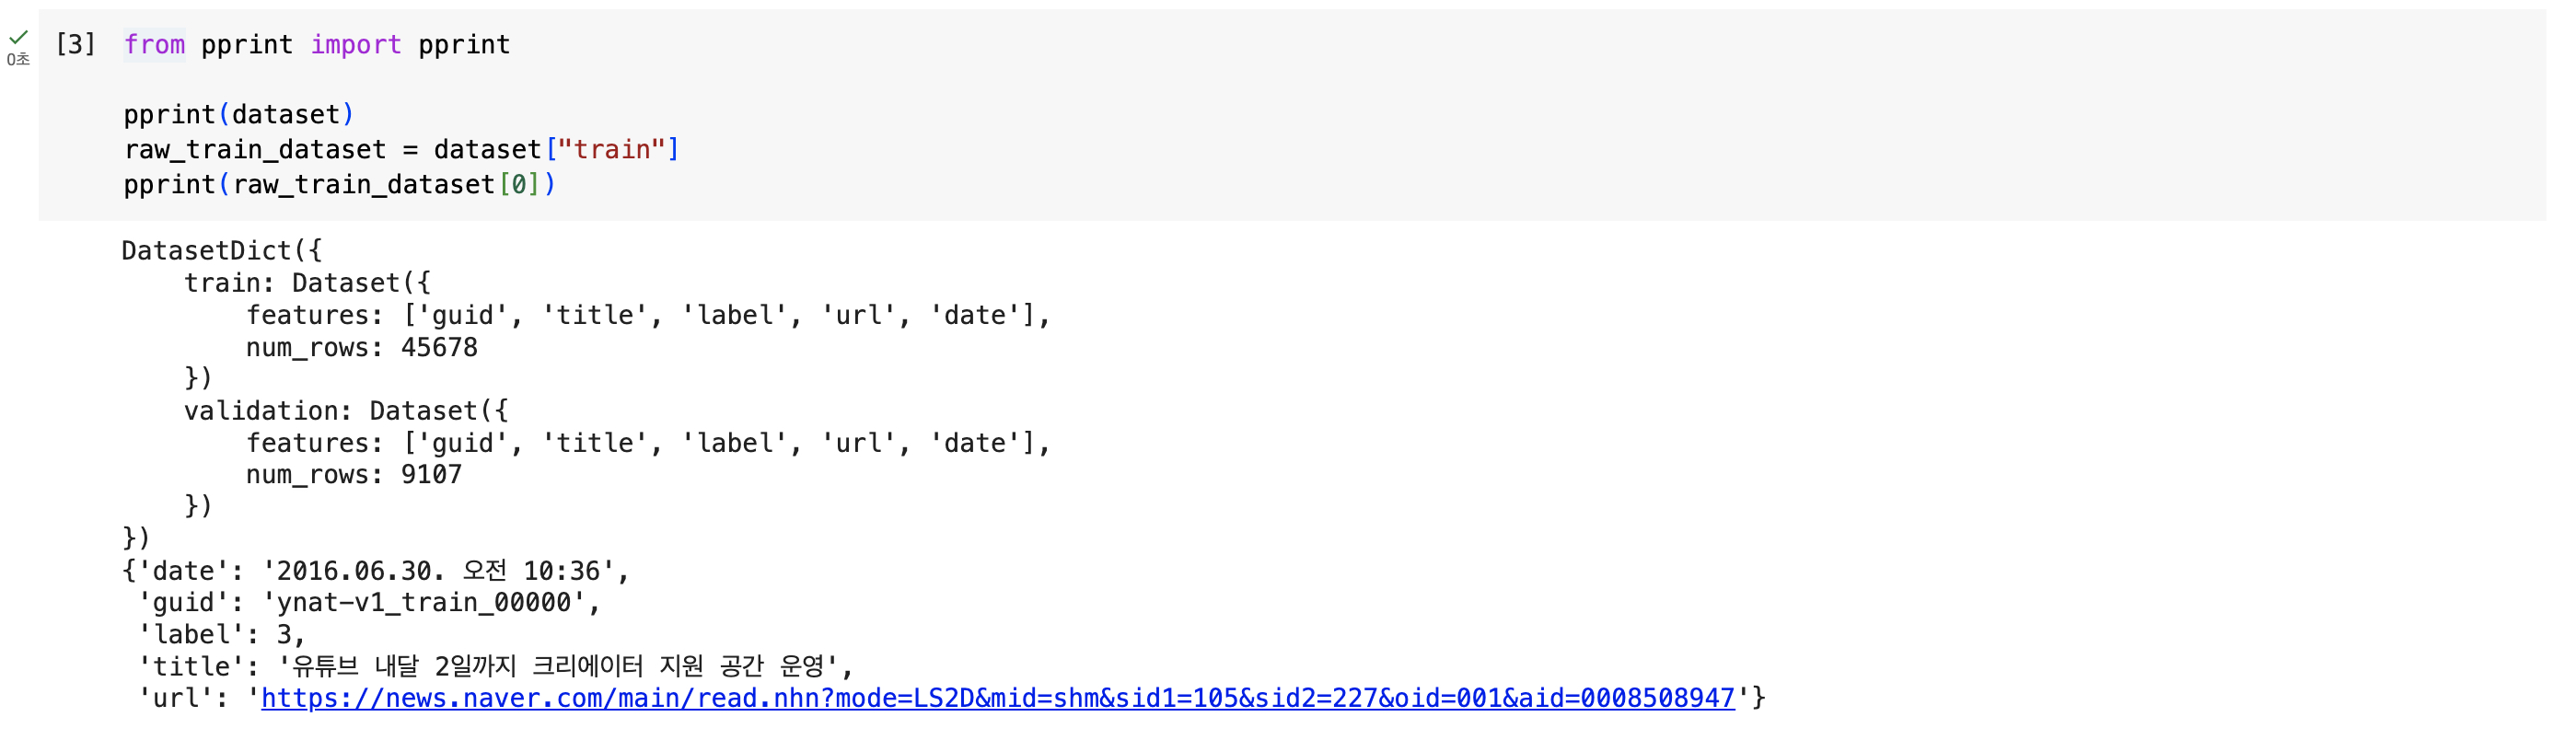 [3] from pprint import pprint
0초
pprint(dataset)
raw_train_dataset = dataset["train"]
pprint(raw_train_dataset[0])
DatasetDict({
    train: Dataset({
        features: ['guid', 'title', 'label', 'url', 'date'],
        num_rows: 45678
    })
    validation: Dataset({
        features: ['guid', 'title', 'label', 'url', 'date'],
        num_rows: 9107
    })
})
{'date': '2016.06.30. 오전 10:36',
 'guid': 'ynat-v1_train_00000',
 'label': 3,
 'title': '유튜브 내달 2일까지 크리에이터 지원 공간 운영',
 'url': 'https://news.naver.com/main/read.nhn?mode=LS2D&mid=shm&sid1=105&sid2=227&oid=001&aid=0008508947'}